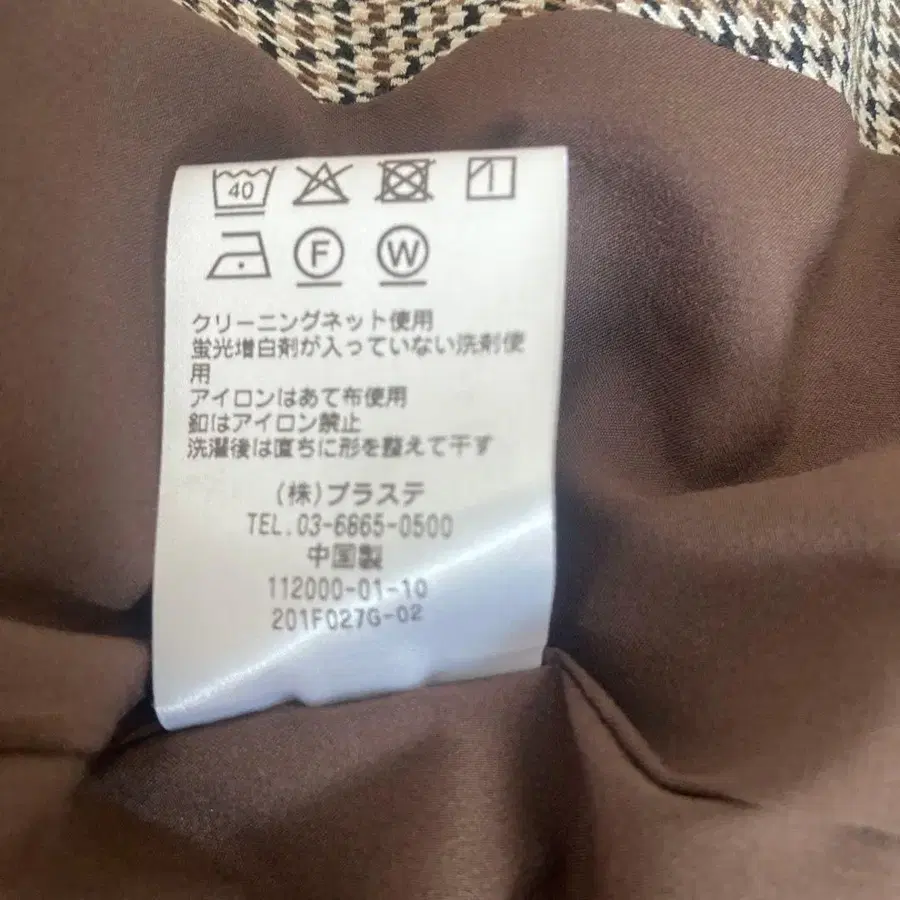 40
F W
クリーニングネット使用
蛍光増白剤が入っていない洗剤使
用
アイロンはあて布使用
釦はアイロン禁止
洗濯後は直ちに形を整えて干す
(株)プラステ
TEL.03-6865-0500
中国製
112000-01-10
201F027G-02